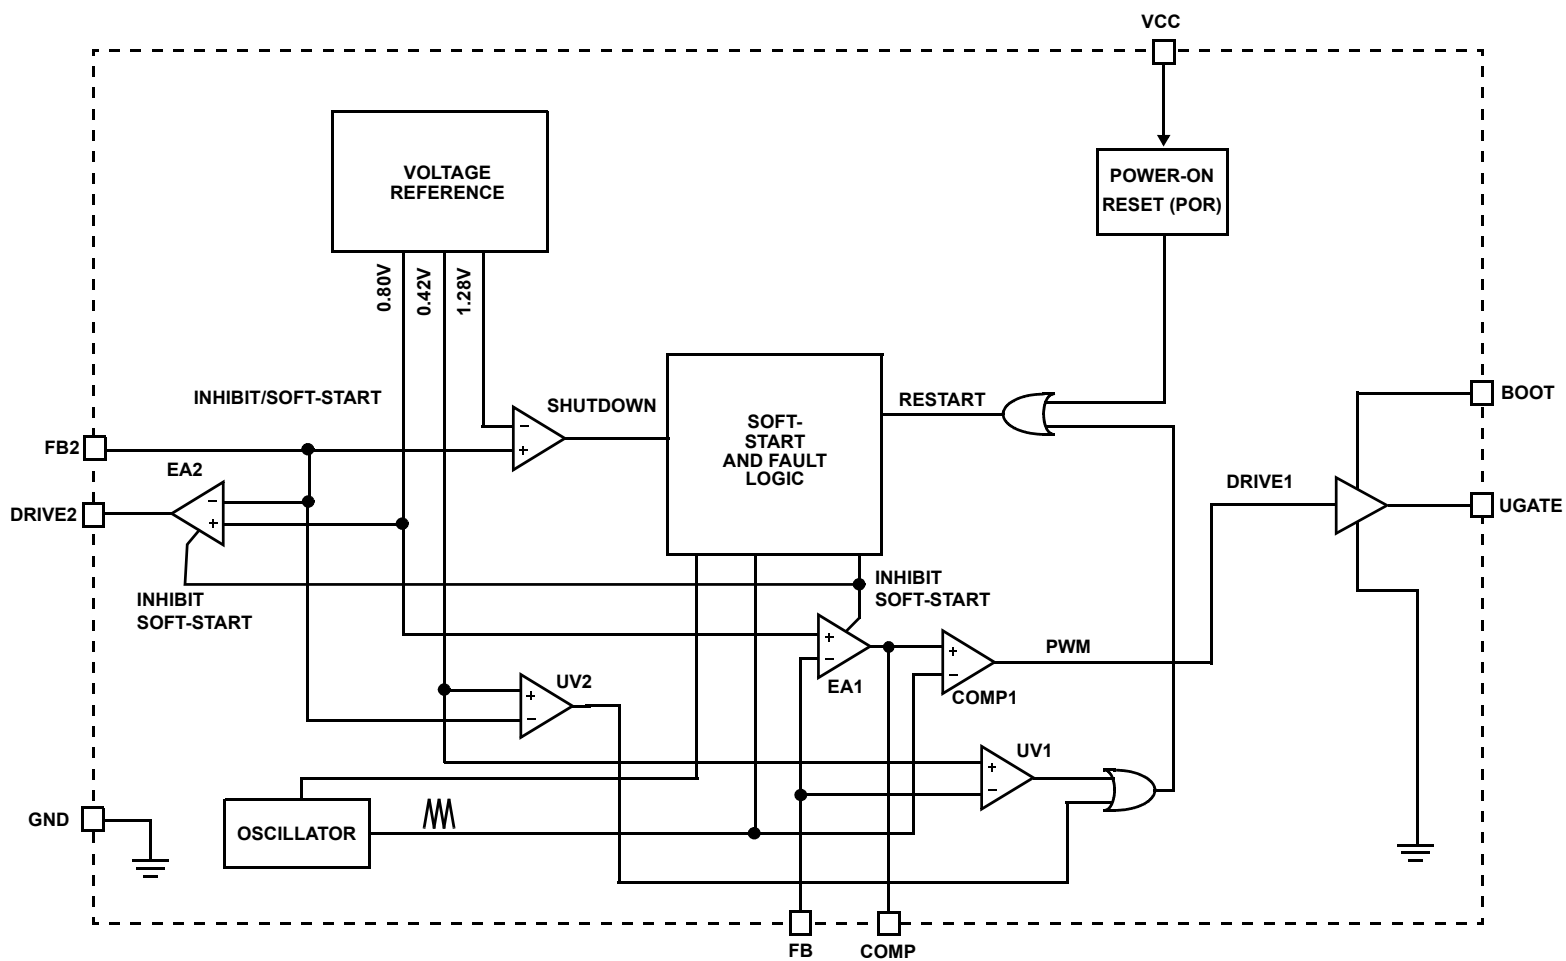 VCC
VOLTAGE
REFERENCE
POWER-ON
RESET (POR)
0.80V
0.42V
1.28V
INHIBIT/SOFT-START
SHUTDOWN
RESTART
BOOT
SOFT-
START
AND FAULT
LOGIC
FB2
EA2
DRIVE2
DRIVE1
UGATE
INHIBIT
SOFT-START
INHIBIT
SOFT-START
PWM
EA1
COMP1
UV2
UV1
GND
OSCILLATOR
FB
COMP